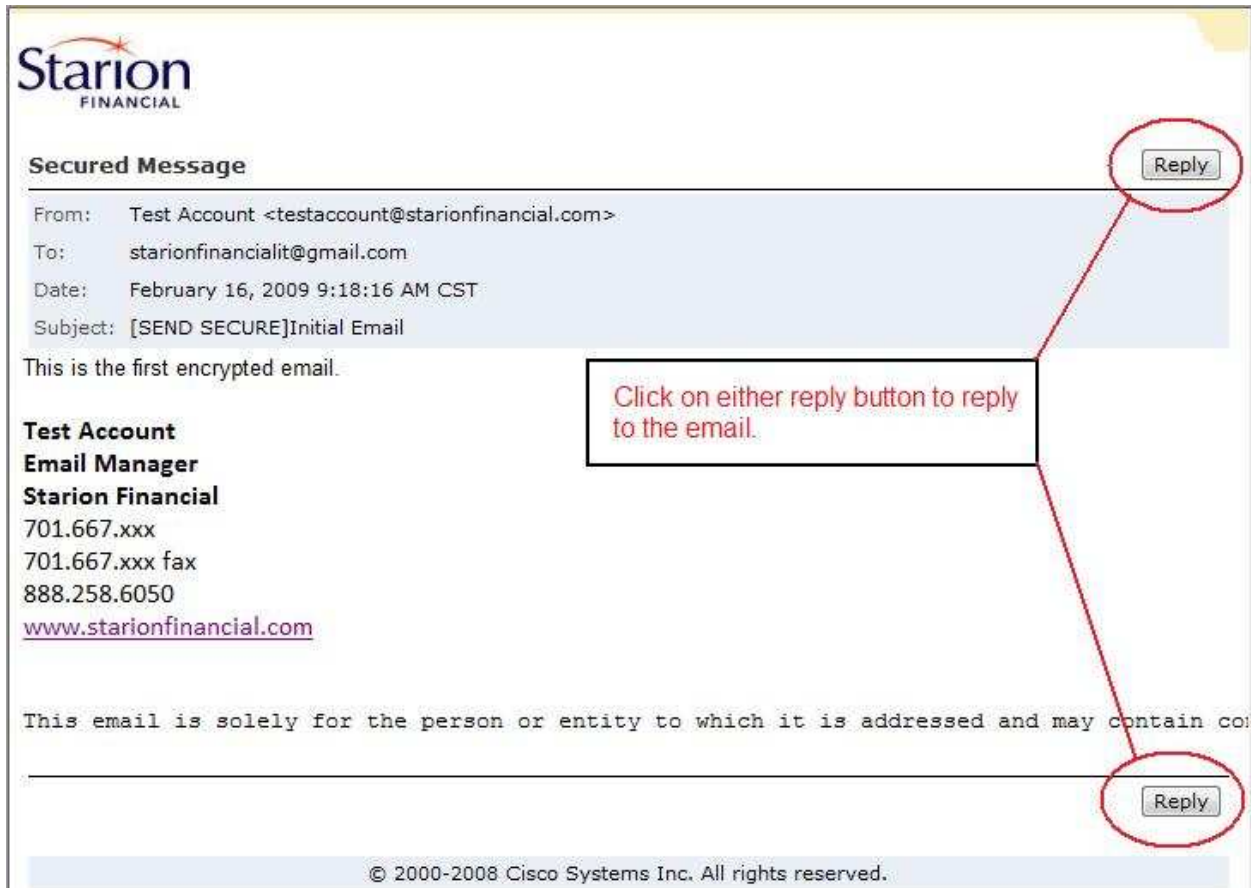 Starion
FINANCIAL
Secured Message
Reply
From: Test Account <testaccount@starionfinancial.com>
To: starionfinancialit@gmail.com
Date: February 16, 2009 9:18:16 AM CST
Subject: [SEND SECURE]Initial Email
This is the first encrypted email.
Click on either reply button to reply
to the email.
Test Account
Email Manager
Starion Financial
701.667.xxx
701.667.xxx fax
888.258.6050
www.starionfinancial.com
This email is solely for the person or entity to which it is addressed and may contain
Reply
© 2000-2008 Cisco Systems Inc. All rights reserved.